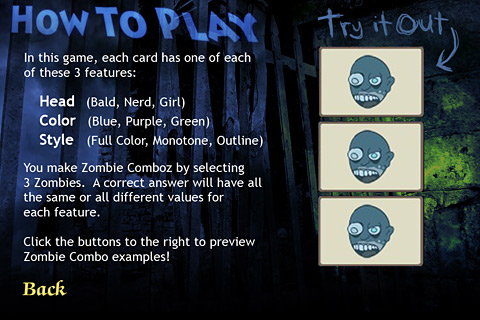 How To Play
Try it Out
In this game, each card has one of each
of these 3 features:
Head (Bald, Nerd, Girl)
Color (Blue, Purple, Green)
Style (Full Color, Monotone, Outline)
You make Zombie Comboz by selecting
3 Zombies. A correct answer will have all
the same or all different values for
each feature.
Click the buttons to the right to preview
Zombie Combo examples!
Back